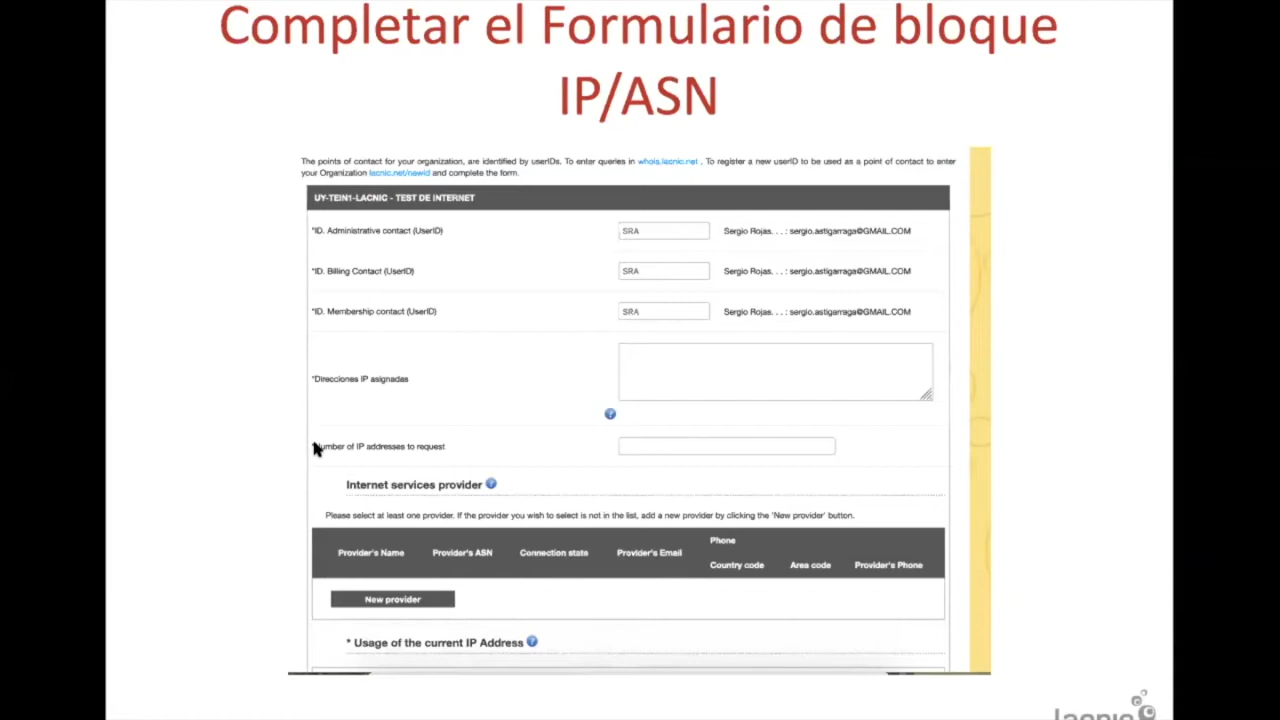 Completar el Formulario de bloque
IP/ASN
The points of contact for your organization, are identified by userIDs. To enter queries in whois.lacnic.net . To register a new userID to be used as a point of contact to enter
your Organization lacnic.net/newid and complete the form.
UY-TEIN1-LACNIC - TEST DE INTERNET
*ID. Administrative contact (UserID) SRA Sergio Rojas. . . : sergio.astigarraga@GMAIL.COM
*ID. Billing Contact (UserID) SRA Sergio Rojas. . . : sergio.astigarraga@GMAIL.COM
*ID. Membership contact (UserID) SRA Sergio Rojas. . . : sergio.astigarraga@GMAIL.COM
*Direcciones IP asignadas
?
Number of IP addresses to request
Internet services provider ?
Please select at least one provider. If the provider you wish to select is not in the list, add a new provider by clicking the 'New provider' button.
Phone
Provider's Name Provider's ASN Connection state Provider's Email
Country code Area code Provider's Phone
New provider
* Usage of the current IP Address ?
lacnic